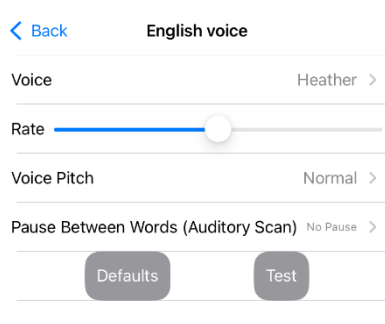 Back English voice
Voice Heather
Rate
Voice Pitch Normal
Pause Between Words (Auditory Scan) No Pause
Defaults Test